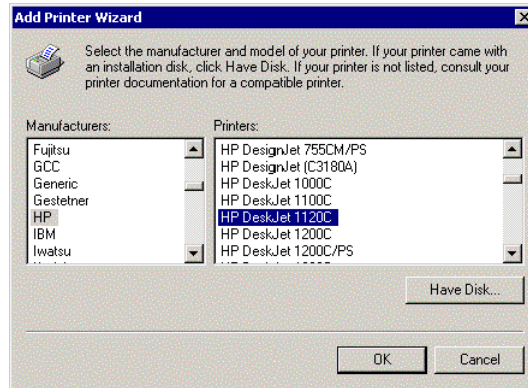 Add Printer Wizard
Select the manufacturer and model of your printer. If your printer came with
an installation disk, click Have Disk. If your printer is not listed, consult your
printer documentation for a compatible printer.
Manufacturers:
Fujitsu
GCC
Generic
Gestetner
HP
IBM
Iwatsu
Printers:
HP DesignJet 755CM/PS
HP DesignJet (C3180A)
HP DeskJet 1000C
HP DeskJet 1100C
HP DeskJet 1120C
HP DeskJet 1200C
HP DeskJet 1200C/PS
Have Disk...
OK
Cancel